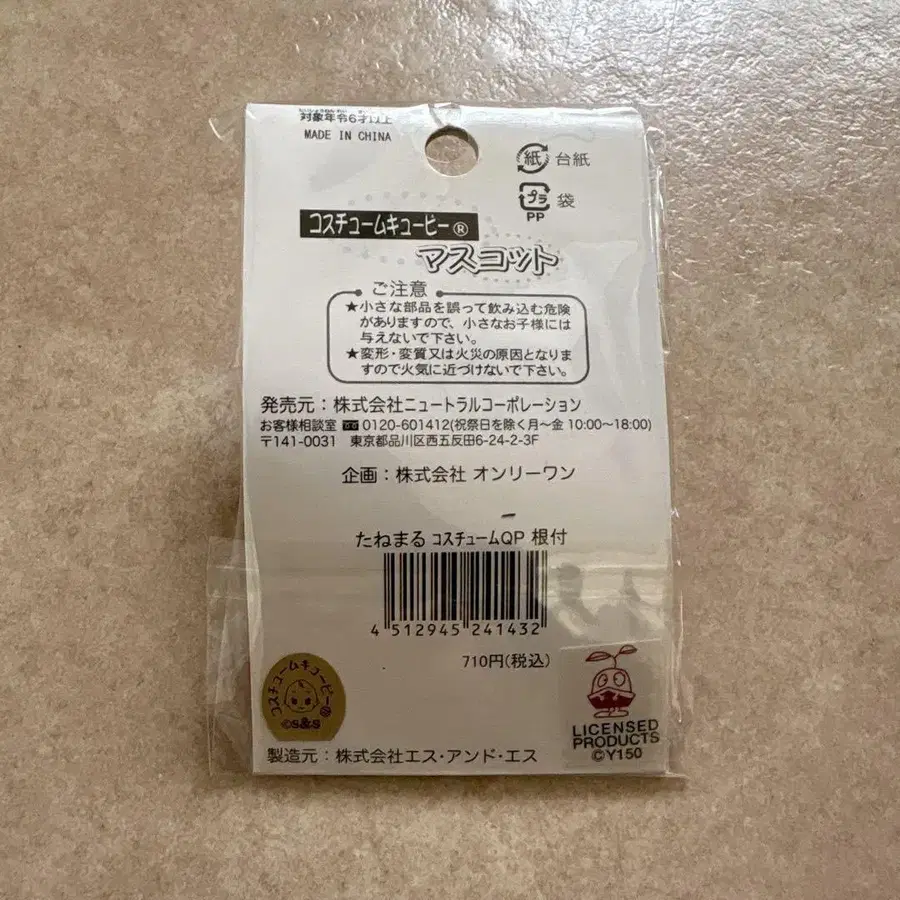 対象年令6才以上
MADE IN CHINA
紙 台紙
プラ 袋
PP
コスチュームキューピー®
マスコット
ご注意
★小さな部品を誤って飲み込む危険
がありますので、小さなお子様には
与えないで下さい。
★変形・変質又は火災の原因となりま
すので火気に近づけないで下さい。
発売元：株式会社ニュートラルコーポレーション
お客様相談室 0120-601412(祝祭日を除く月～金 10:00～18:00)
〒141-0031 東京都品川区西五反田6-24-2-3F
企画：株式会社 オンリーワン
たねまる コスチュームQP 根付
4 512945 241432
710円(税込)
コスチュームキューピー®
©S&S
LICENSED
PRODUCTS
©Y150
製造元：株式会社エス・アンド・エス